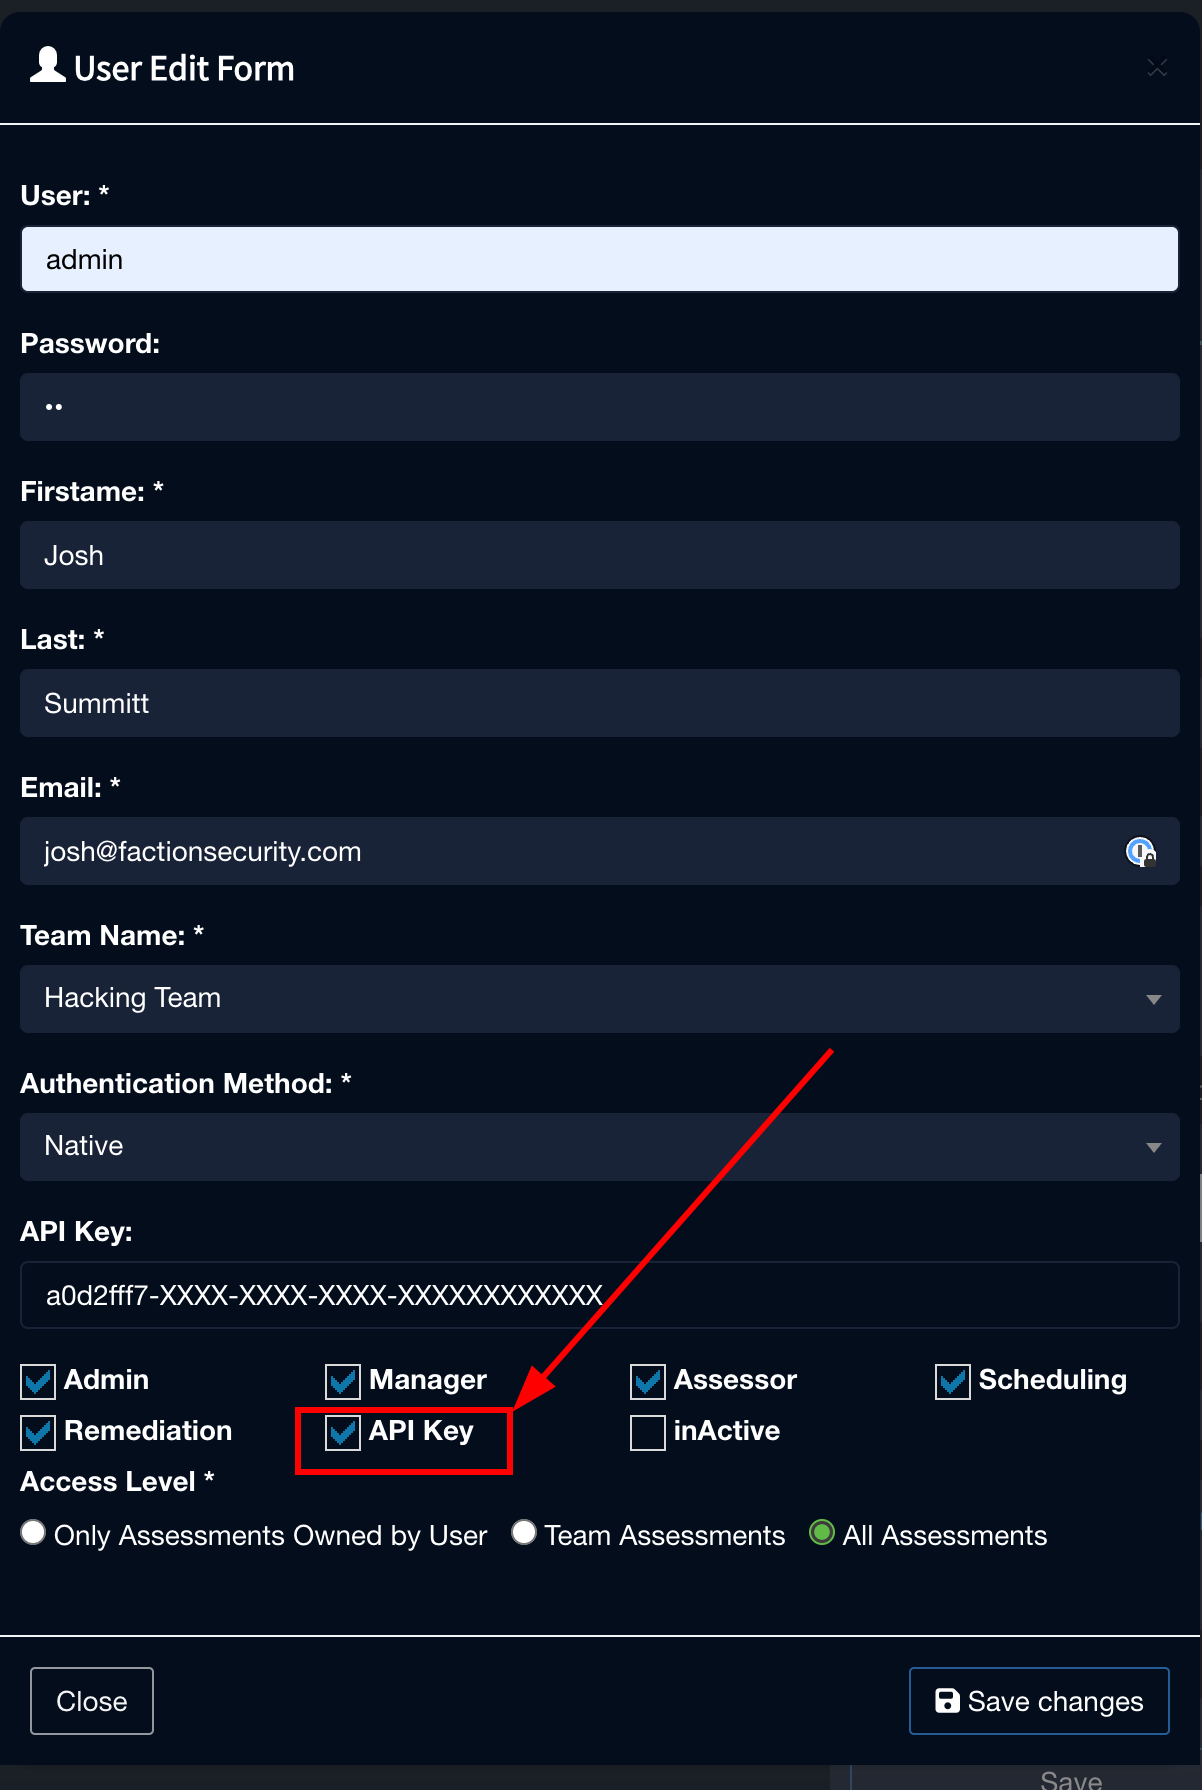 User Edit Form
User: *
admin
Password:
••
Firstame: *
Josh
Last: *
Summitt
Email: *
josh@factionsecurity.com
Team Name: *
Hacking Team
Authentication Method: *
Native
API Key:
a0d2fff7-XXXX-XXXX-XXXX-XXXXXXXXXXXX
Admin Manager Assessor Scheduling
Remediation API Key inActive
Access Level *
Only Assessments Owned by User Team Assessments All Assessments
Close Save changes
Save